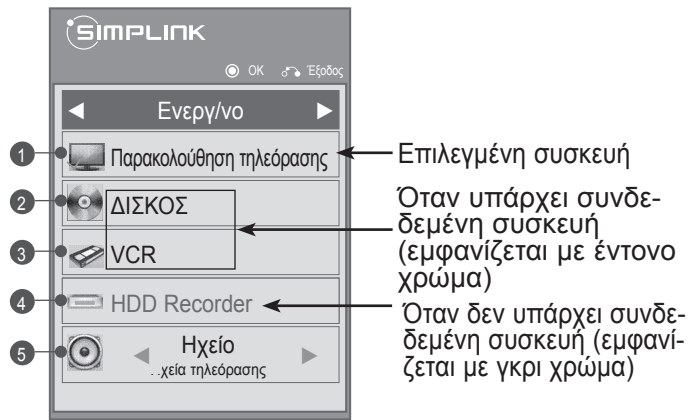 SIMPLINK
OK Έξοδος
Ενεργ/νο
1 Παρακολούθηση τηλεόρασης
Επιλεγμένη συσκευή
2 ΔΙΣΚΟΣ
3 VCR
Όταν υπάρχει συνδε-
δεμένη συσκευή
(εμφανίζεται με έντονο
χρώμα)
4 HDD Recorder
Όταν δεν υπάρχει συνδε-
δεμένη συσκευή (εμφανί-
ζεται με γκρι χρώμα)
5 Ηχείο
τηλεόρασης